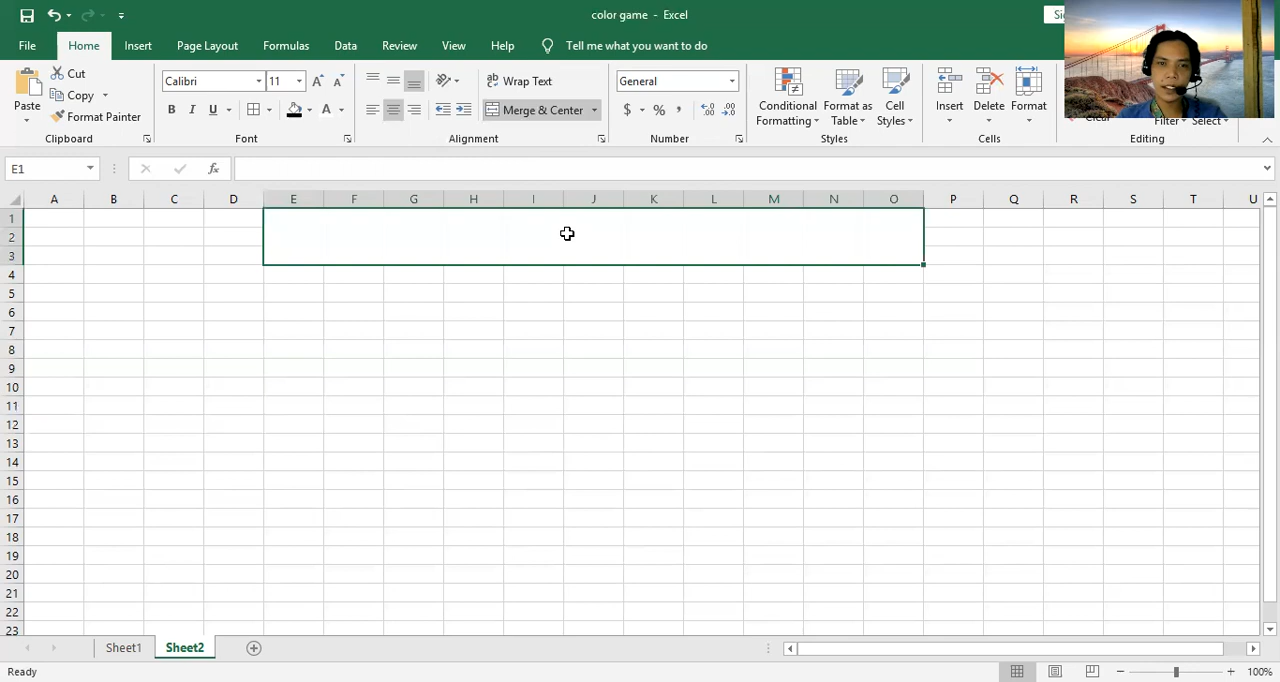 color game - Excel
File Home Insert Page Layout Formulas Data Review View Help Tell me what you want to do
Paste
Cut
Copy
Format Painter
Clipboard
Calibri 11
B I U A
Font
Wrap Text
Merge & Center
Alignment
General
$ % ,
Number
Conditional Formatting
Format as Table
Cell Styles
Styles
Insert Delete Format
Cells
Clear
Filter Select
Editing
E1
fx
A B C D E F G H I J K L M N O P Q R S T U
1
2
3
4
5
6
7
8
9
10
11
12
13
14
15
16
17
18
19
20
21
22
23
Sheet1 Sheet2
Ready
100%